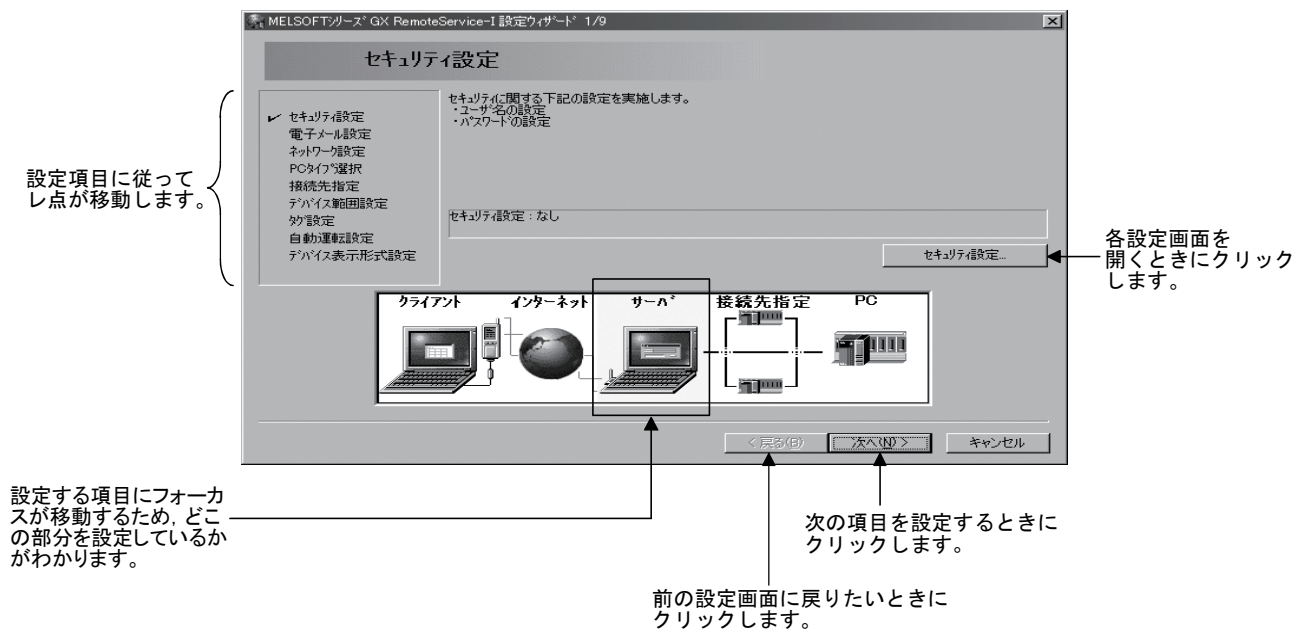 MELSOFTシリーズ GX RemoteService-I 設定ウィザード 1/9
セキュリティ設定
セキュリティに関する下記の設定を実施します。
・ユーザ名の設定
・パスワードの設定
セキュリティ設定
電子メール設定
ネットワーク設定
PCタイプ選択
接続先指定
デバイス範囲設定
タグ設定
自動運転設定
デバイス表示形式設定
設定項目に従って
レ点が移動します。
セキュリティ設定：なし
セキュリティ設定...
各設定画面を
開くときにクリック
します。
クライアント
インターネット
サーバ
接続先指定
PC
< 戻る(B)
次へ(N) >
キャンセル
設定する項目にフォーカ
スが移動するため, どこ
の部分を設定しているか
がわかります。
次の項目を設定するときに
クリックします。
前の設定画面に戻りたいときに
クリックします。